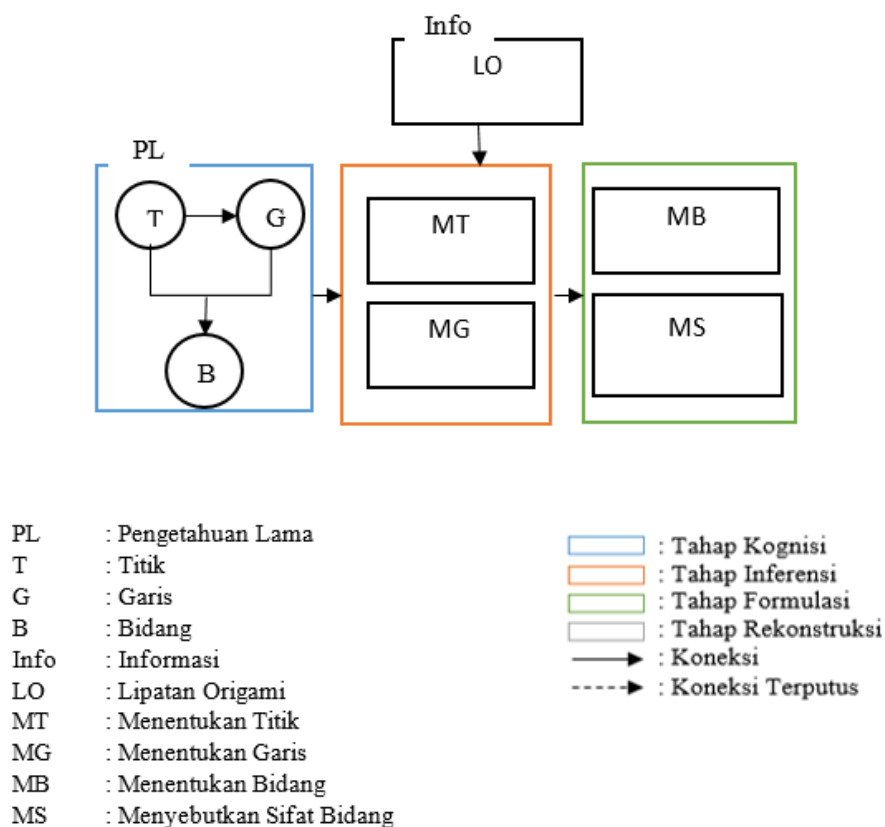 Info
LO
PL
T
G
B
MT
MG
MB
MS
PL : Pengetahuan Lama
T : Titik
G : Garis
B : Bidang
Info : Informasi
LO : Lipatan Origami
MT : Menentukan Titik
MG : Menentukan Garis
MB : Menentukan Bidang
MS : Menyebutkan Sifat Bidang
: Tahap Kognisi
: Tahap Inferensi
: Tahap Formulasi
: Tahap Rekonstruksi
: Koneksi
: Koneksi Terputus